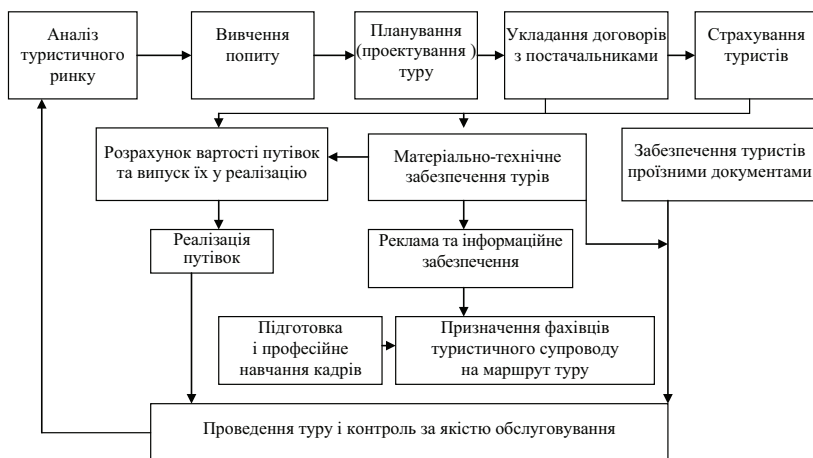 Аналіз
туристичного
ринку
Вивчення
попиту
Планування
(проектування )
туру
Укладання договорів
з постачальниками
Страхування
туристів
Розрахунок вартості путівок
та випуск їх у реалізацію
Матеріально-технічне
забезпечення турів
Забезпечення туристів
проїзними документами
Реалізація
путівок
Реклама та інформаційне
забезпечення
Підготовка
і професійне
навчання кадрів
Призначення фахівців
туристичного супроводу
на маршрут туру
Проведення туру і контроль за якістю обслуговування